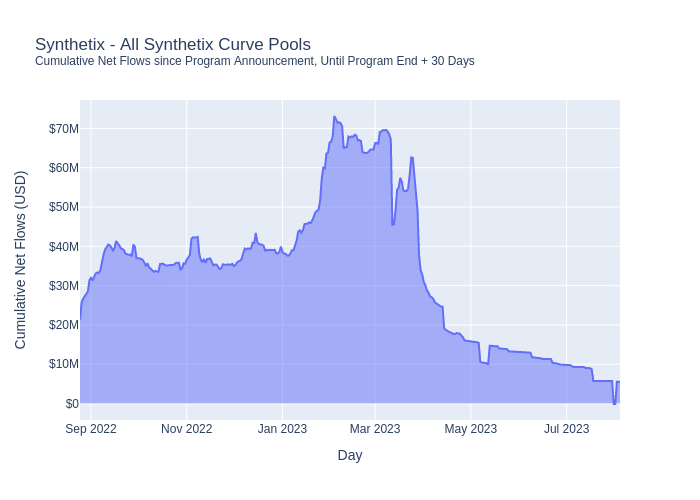 Synthetix - All Synthetix Curve Pools
Cumulative Net Flows since Program Announcement, Until Program End + 30 Days
Cumulative Net Flows (USD)
$70M
$60M
$50M
$40M
$30M
$20M
$10M
$0
Sep 2022
Nov 2022
Jan 2023
Mar 2023
May 2023
Jul 2023
Day